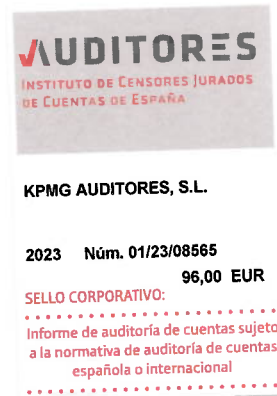 AUDITORES
INSTITUTO DE CENSORES JURADOS
DE CUENTAS DE ESPAÑA
KPMG AUDITORES, S.L.
2023 Núm. 01/23/08565
96,00 EUR
SELLO CORPORATIVO:
Informe de auditoría de cuentas sujeto
a la normativa de auditoría de cuentas
española o internacional